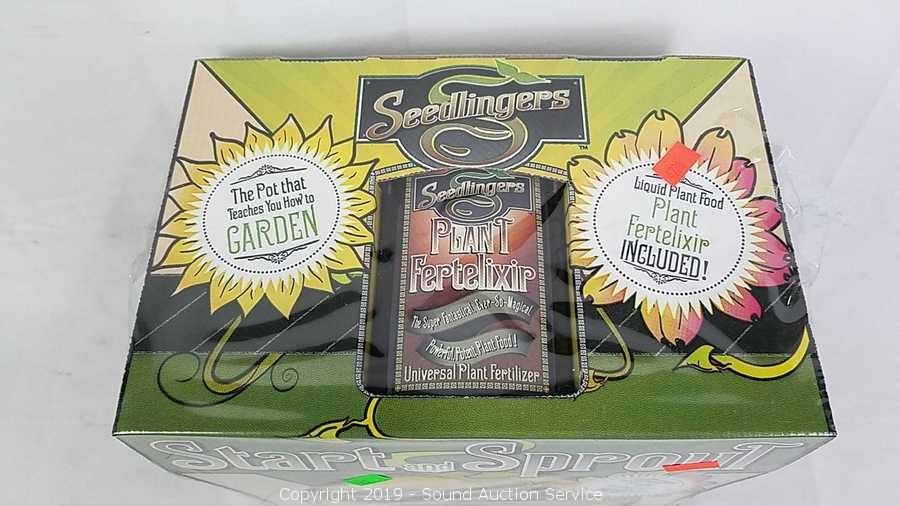 Seedlingers
TM
The Pot that
Teaches You How to
GARDEN
Seedlingers
PLANT
Fertelixir
The Super Fantastical! Ever-So-Magical
Powerful, Potent, Plant Food!
Universal Plant Fertilizer
Liquid Plant Food
Plant
Fertelixir
INCLUDED!
Start and Sprout
Copyright 2019 - Sound Auction Service